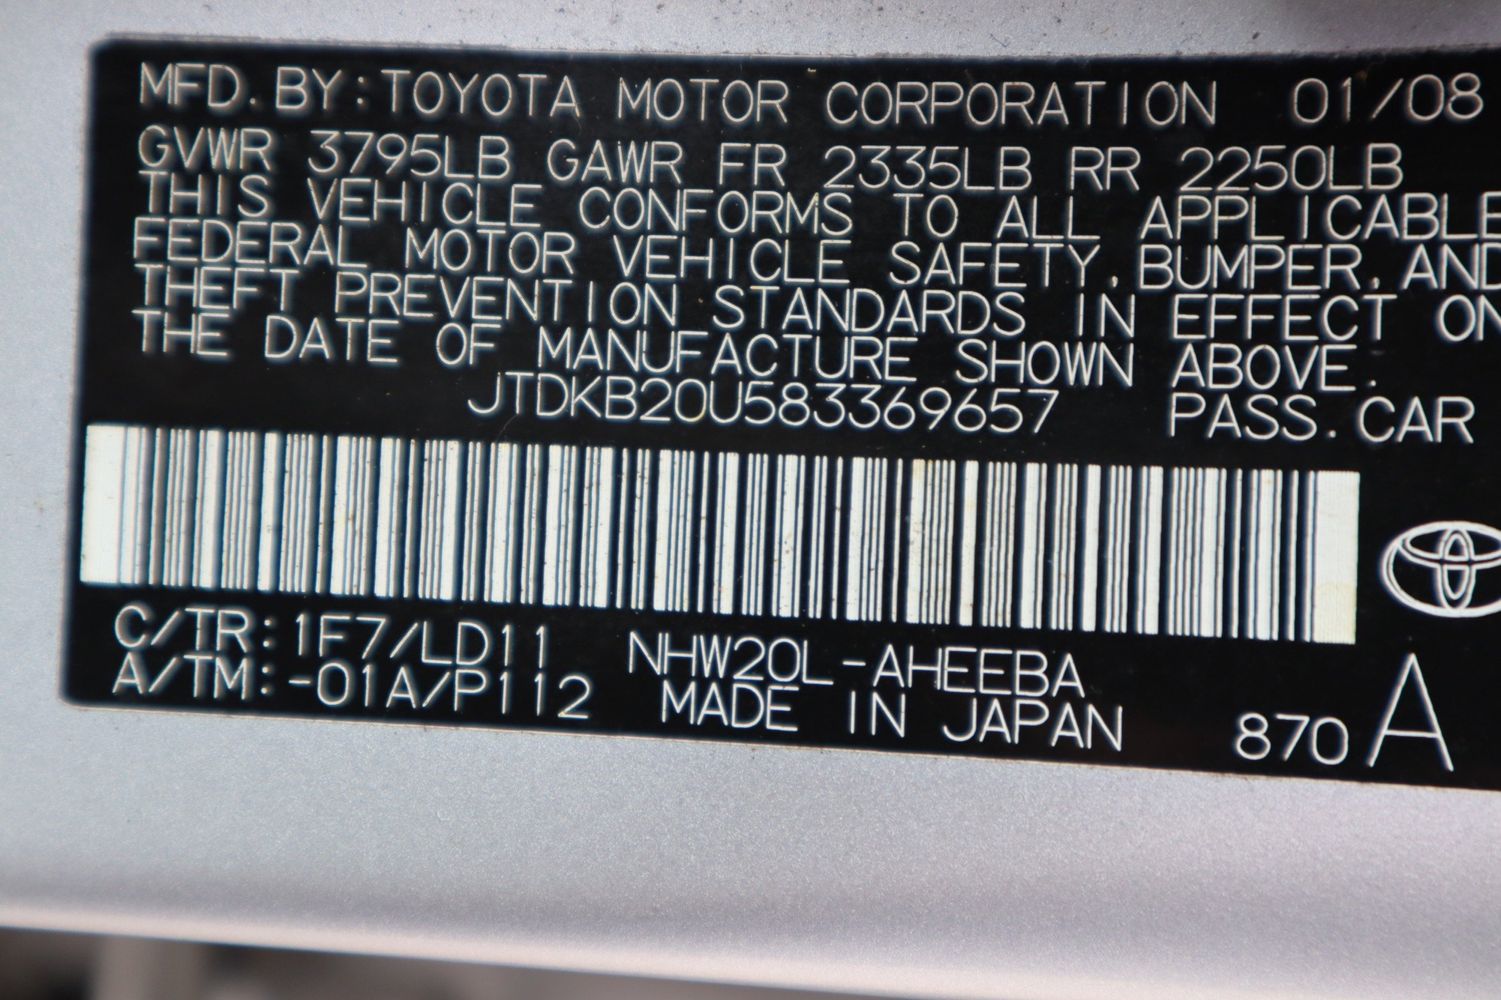 MFD. BY: TOYOTA MOTOR CORPORATION 01/08
GVWR 3795LB GAWR FR 2335LB RR 2250LB
THIS VEHICLE CONFORMS TO ALL APPLICABLE
FEDERAL MOTOR VEHICLE SAFETY, BUMPER, AND
THEFT PREVENTION STANDARDS IN EFFECT ON
THE DATE OF MANUFACTURE SHOWN ABOVE.
JTDKB20U583369657 PASS. CAR
C/TR: 1F7/LD11 NHW20L-AHEEBA
A/TM: -01A/P112 MADE IN JAPAN 870 A